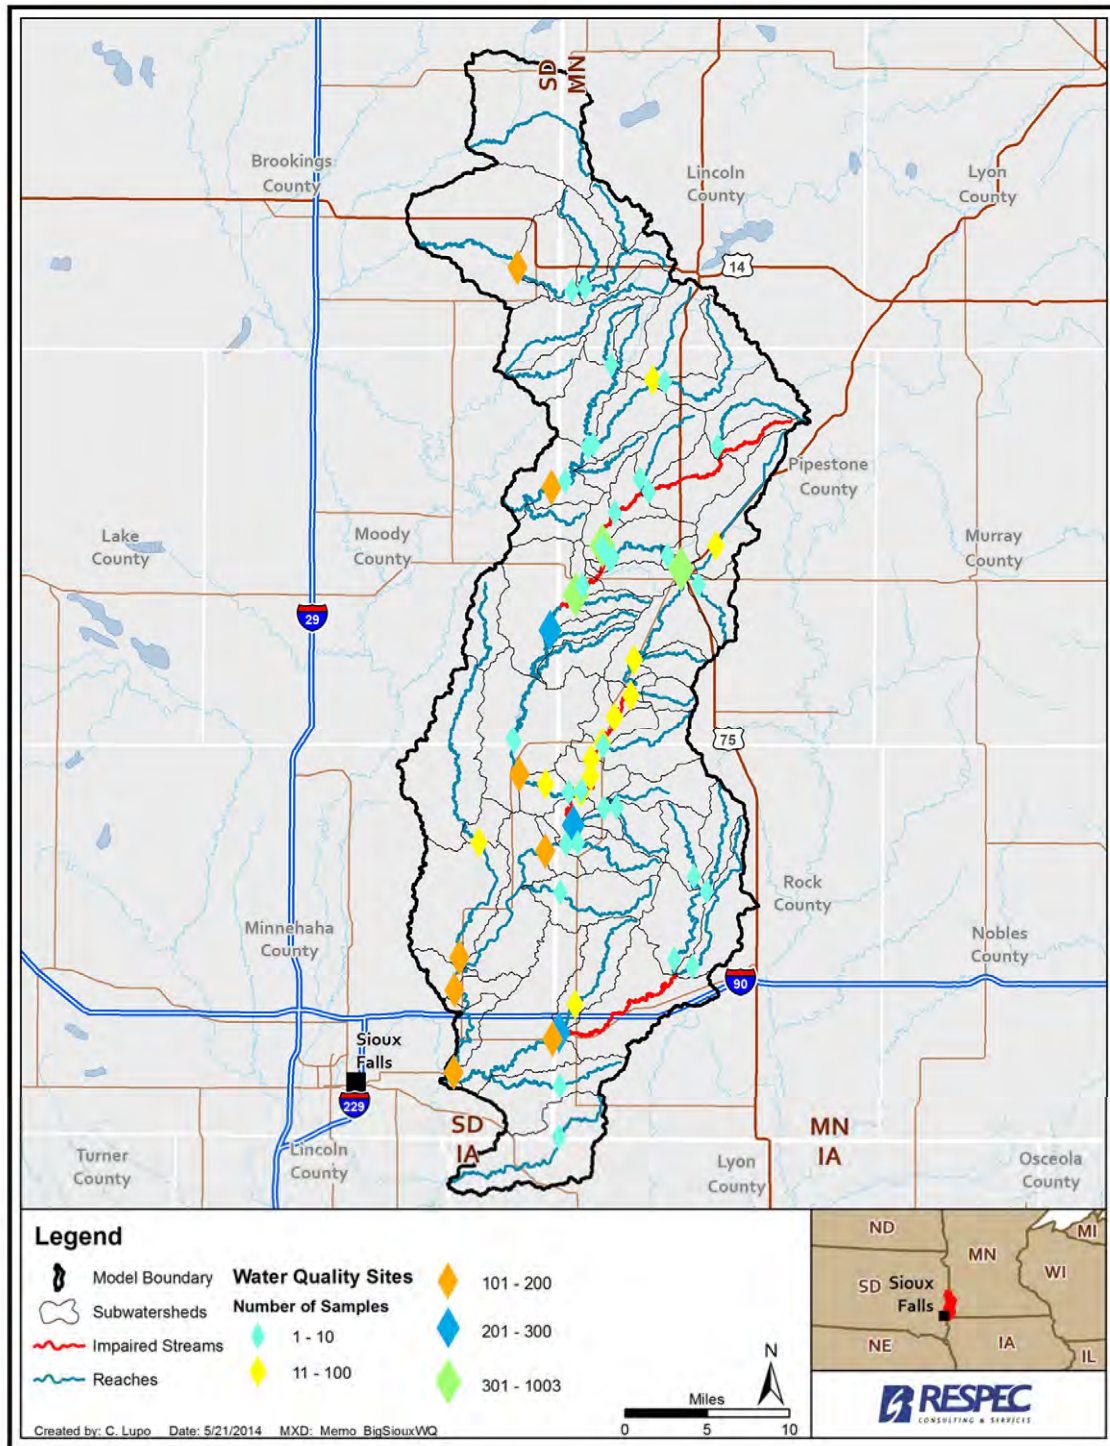 SD
MN
Brookings
County
Lincoln
County
Lyon
County
14
Pipestone
County
Lake
County
Moody
County
Murray
County
29
75
Rock
County
Minnehaha
County
Nobles
County
90
Sioux
Falls
229
SD
IA
MN
IA
Turner
County
Lincoln
County
Lyon
County
Osceola
County
Legend
Model Boundary
Subwatersheds
Impaired Streams
Reaches
Water Quality Sites
Number of Samples
1 - 10
11 - 100
101 - 200
201 - 300
301 - 1003
N
Miles
0 5 10
Created by: C. Lupo Date: 5/21/2014 MXD: Memo_BigSiouxWQ
ND
MN
MI
SD
Sioux
Falls
WI
NE
IA
IL
RESPEC
CONSULTING & SERVICES